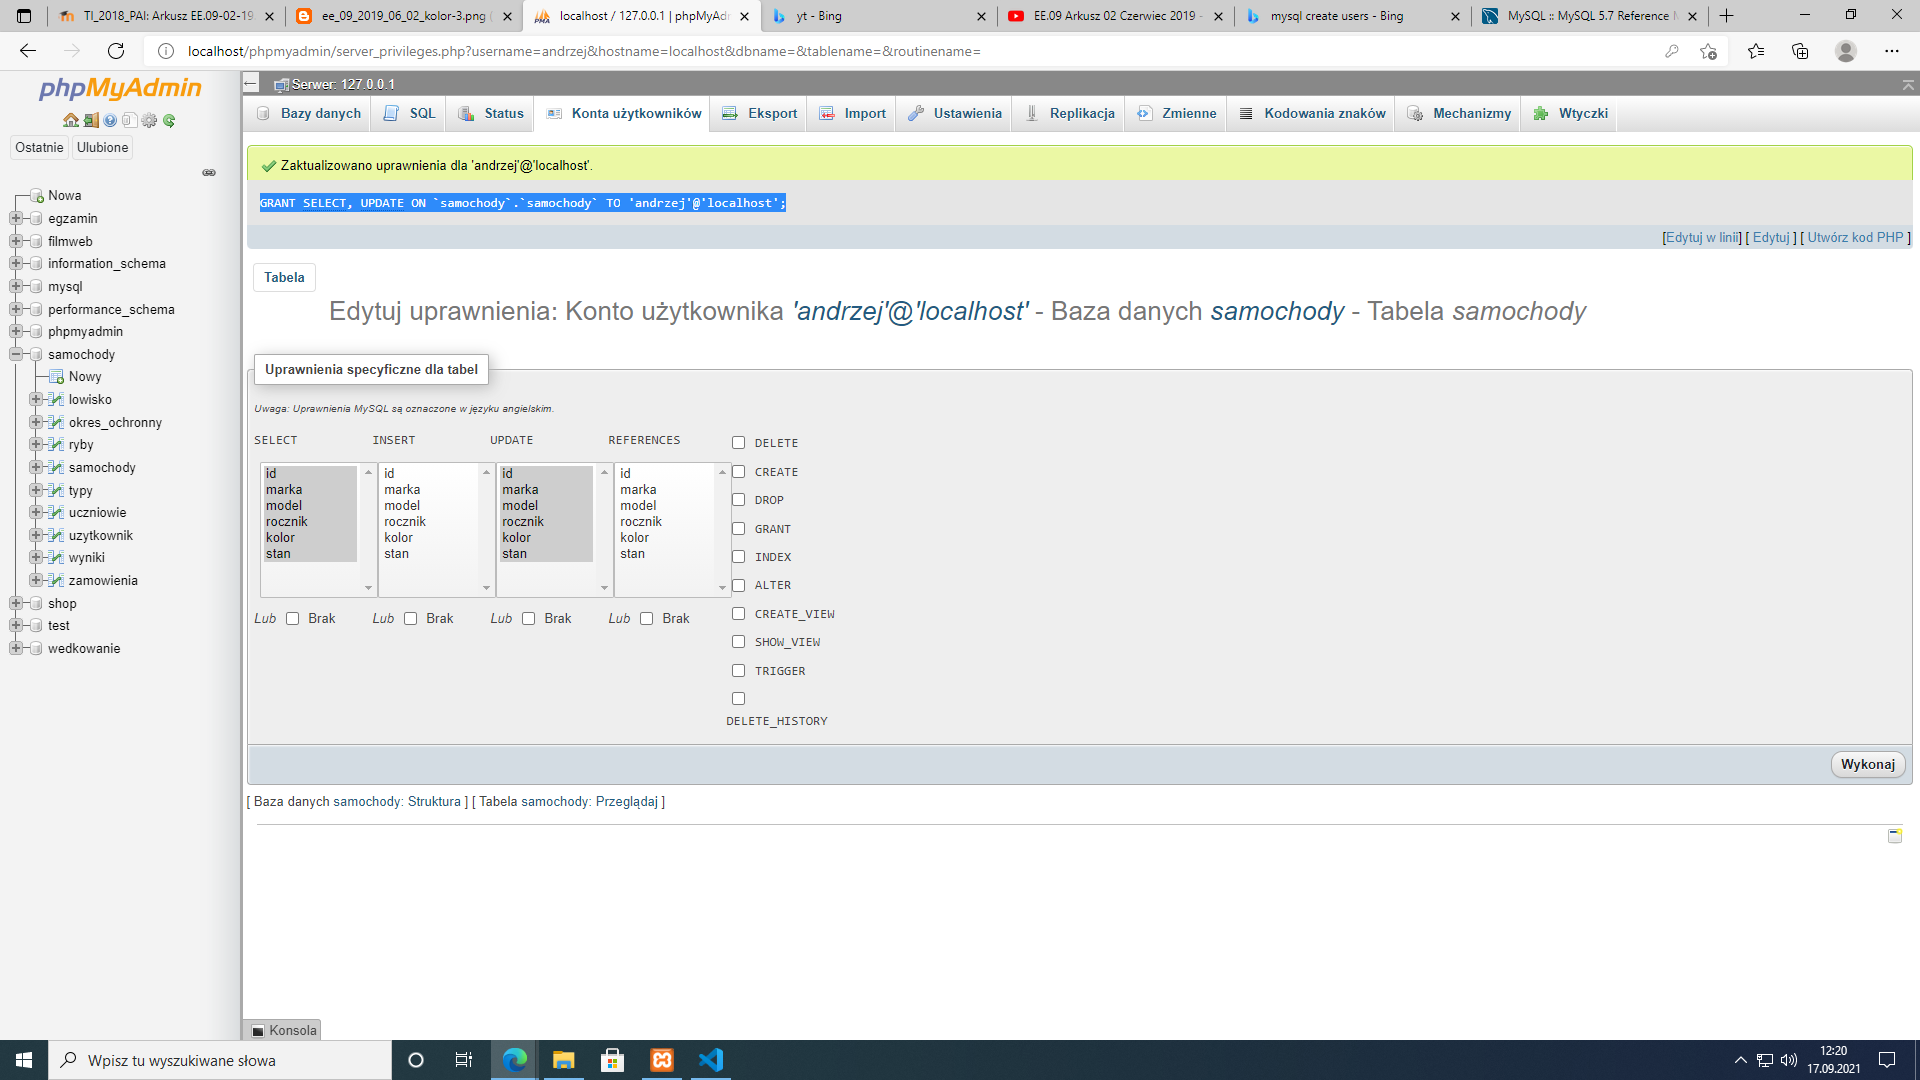 TI_2018_PAI: Arkusz EE.09-02-19
ee_09_2019_06_02_kolor-3.png (
localhost / 127.0.0.1 | phpMyAdm
yt - Bing
EE.09 Arkusz 02 Czerwiec 2019 -
mysql create users - Bing
MySQL :: MySQL 5.7 Reference M
localhost/phpmyadmin/server_privileges.php?username=andrzej&hostname=localhost&dbname=e&tablename=&routinename=
phpMyAdmin
Ostatnie Ulubione
Nowa
egzamin
filmweb
information_schema
mysql
performance_schema
phpmyadmin
samochody
Nowy
lowisko
okres_ochronny
ryby
samochody
typy
uczniowie
uzytkownik
wyniki
zamowienia
shop
test
wedkowanie
Serwer: 127.0.0.1
Bazy danych SQL Status Konta użytkowników Eksport Import Ustawienia Replikacja Zmienne Kodowania znaków Mechanizmy Wtyczki
Zaktualizowano uprawnienia dla 'andrzej'@'localhost'.
GRANT SELECT, UPDATE ON `samochody`.`samochody` TO 'andrzej'@'localhost';
[Edytuj w linii] [ Edytuj ] [ Utwórz kod PHP ]
Tabela
Edytuj uprawnienia: Konto użytkownika 'andrzej'@'localhost' - Baza danych samochody - Tabela samochody
Uprawnienia specyficzne dla tabel
Uwaga: Uprawnienia MySQL są oznaczone w języku angielskim.
SELECT INSERT UPDATE REFERENCES
id id id id
marka marka marka marka
model model model model
rocznik rocznik rocznik rocznik
kolor kolor kolor kolor
stan stan stan stan
Lub Brak Lub Brak Lub Brak Lub Brak
DELETE
CREATE
DROP
GRANT
INDEX
ALTER
CREATE_VIEW
SHOW_VIEW
TRIGGER
DELETE_HISTORY
Wykonaj
[ Baza danych samochody: Struktura ] [ Tabela samochody: Przeglądaj ]
Konsola
Wpisz tu wyszukiwane słowa
12:20
17.09.2021